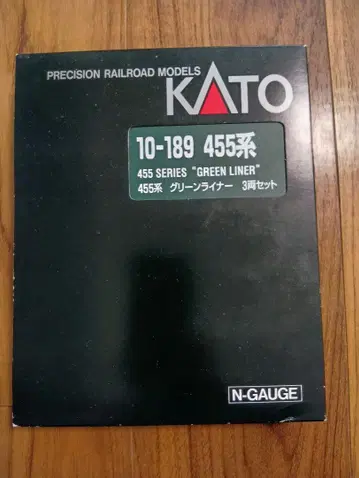 PRECISION RAILROAD MODELS
KATO
10-189 455系
455 SERIES "GREEN LINER"
455系 グリーンライナー 3両セット
N-GAUGE